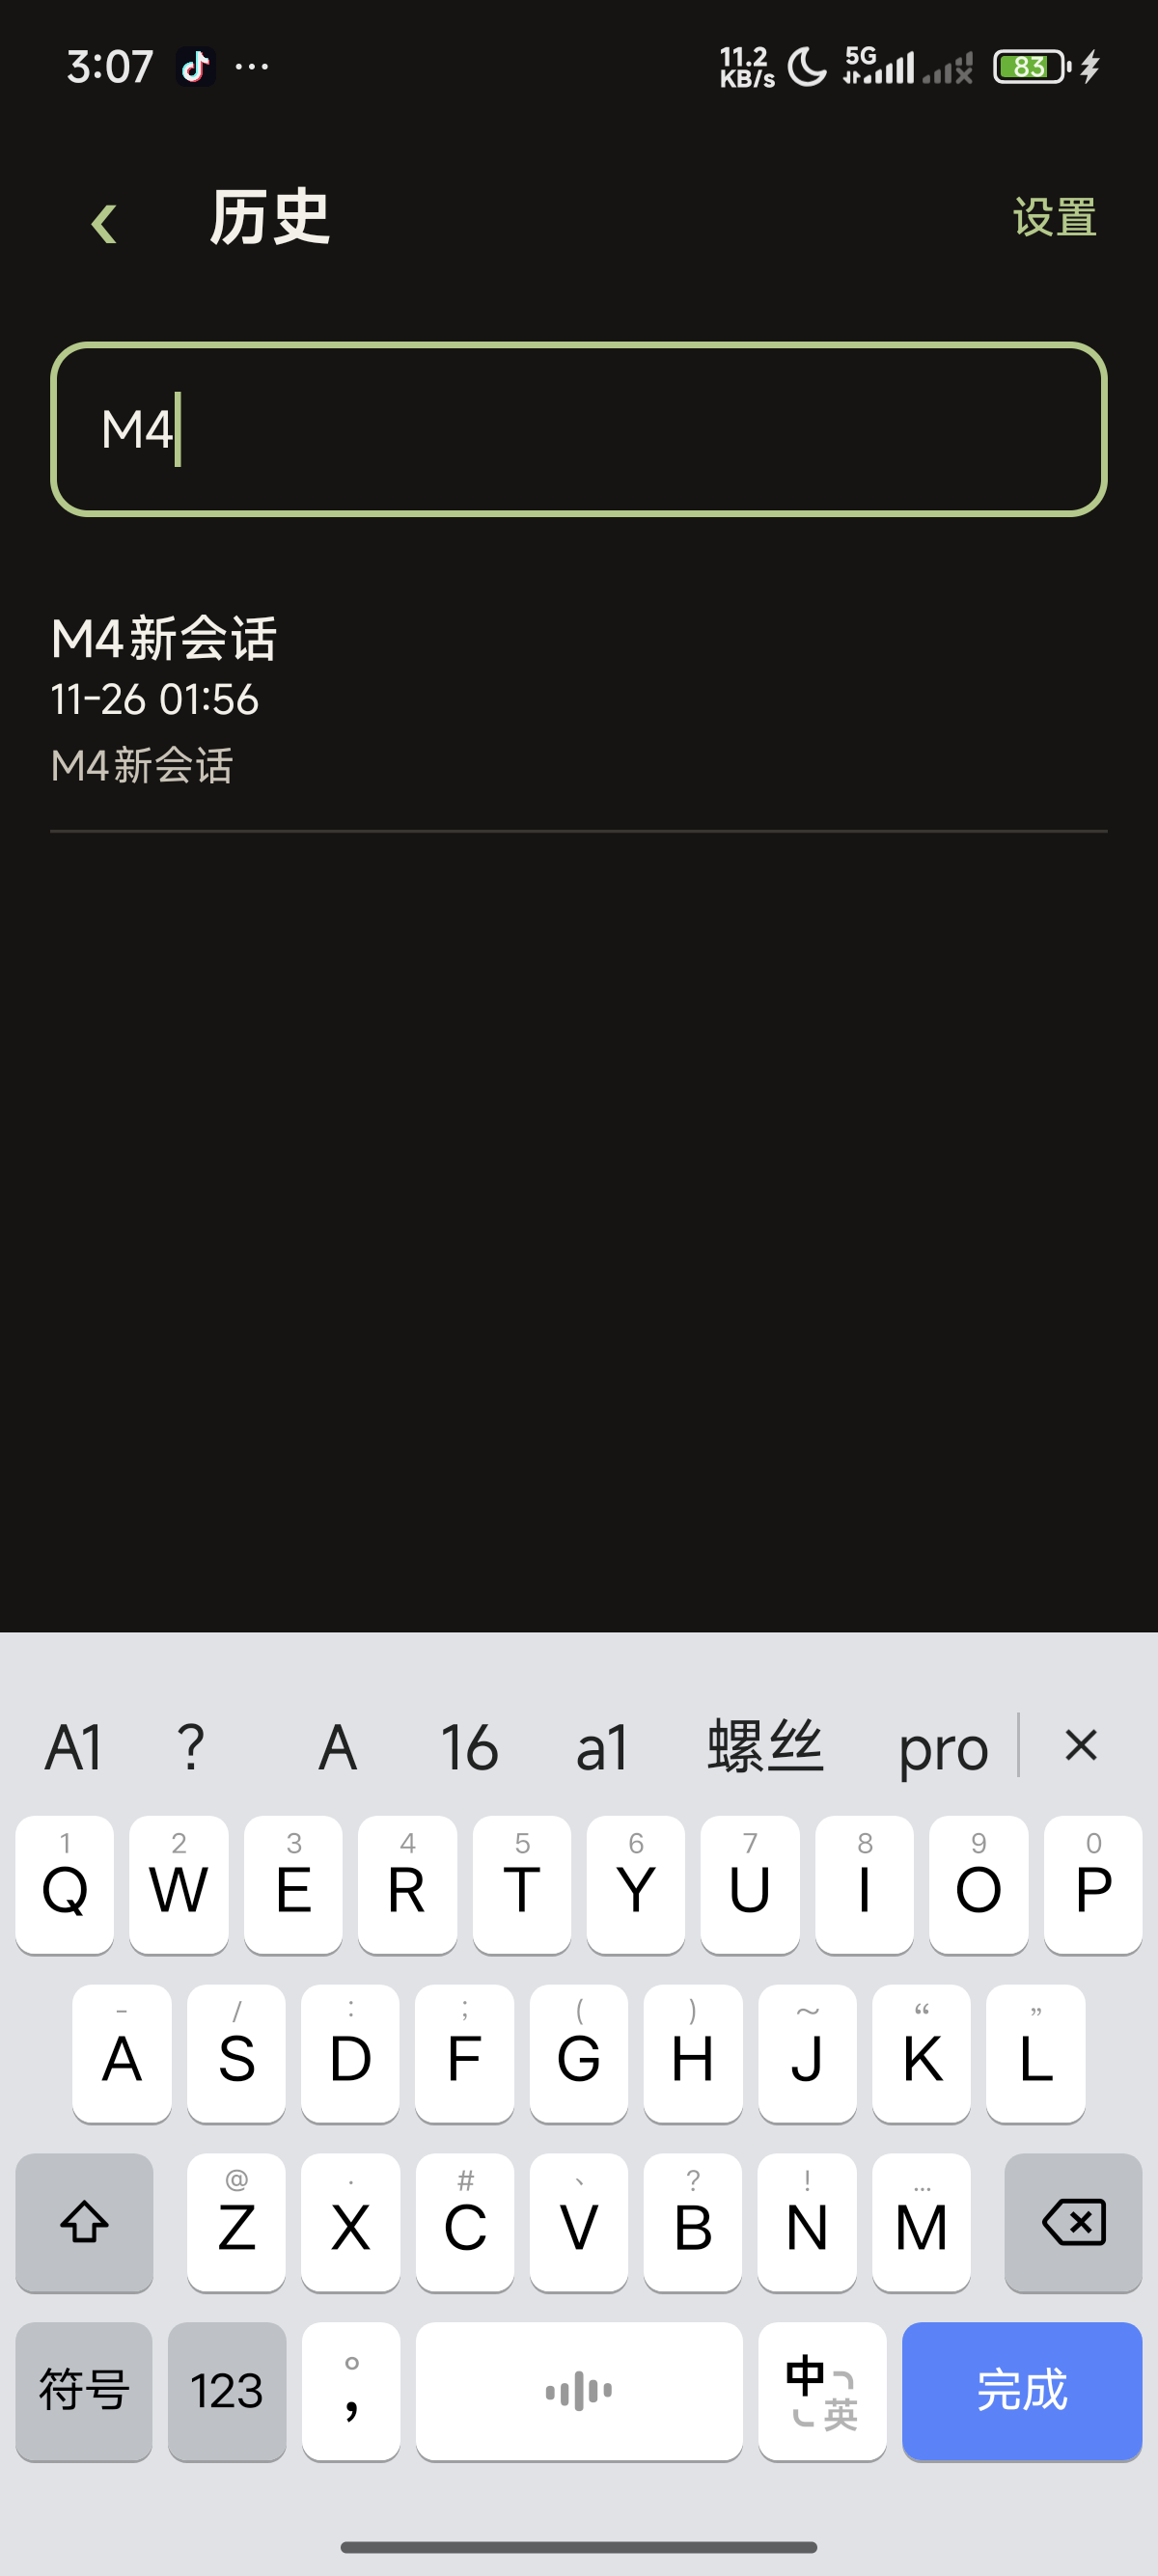 3:07 ... 11.2 KB/s 5G 83
历史 设置
M4
M4新会话
11-26 01:56
M4新会话
A1 ? A 16 a1 螺丝 pro ×
1 2 3 4 5 6 7 8 9 0
Q W E R T Y U I O P
- / : ; ( ) ～ “ ”
A S D F G H J K L
@ . # 、 ? ! ...
Z X C V B N M
符号 123 。 , 中 英 完成